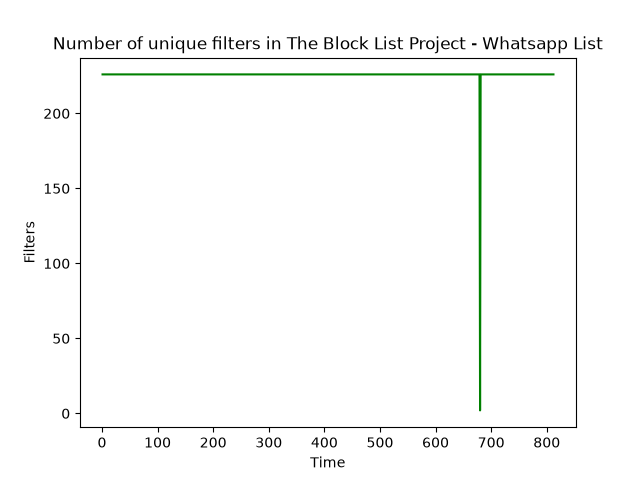 Number of unique filters in The Block List Project - Whatsapp List
200
150
100
50
0
Filters
0 100 200 300 400 500 600 700 800
Time